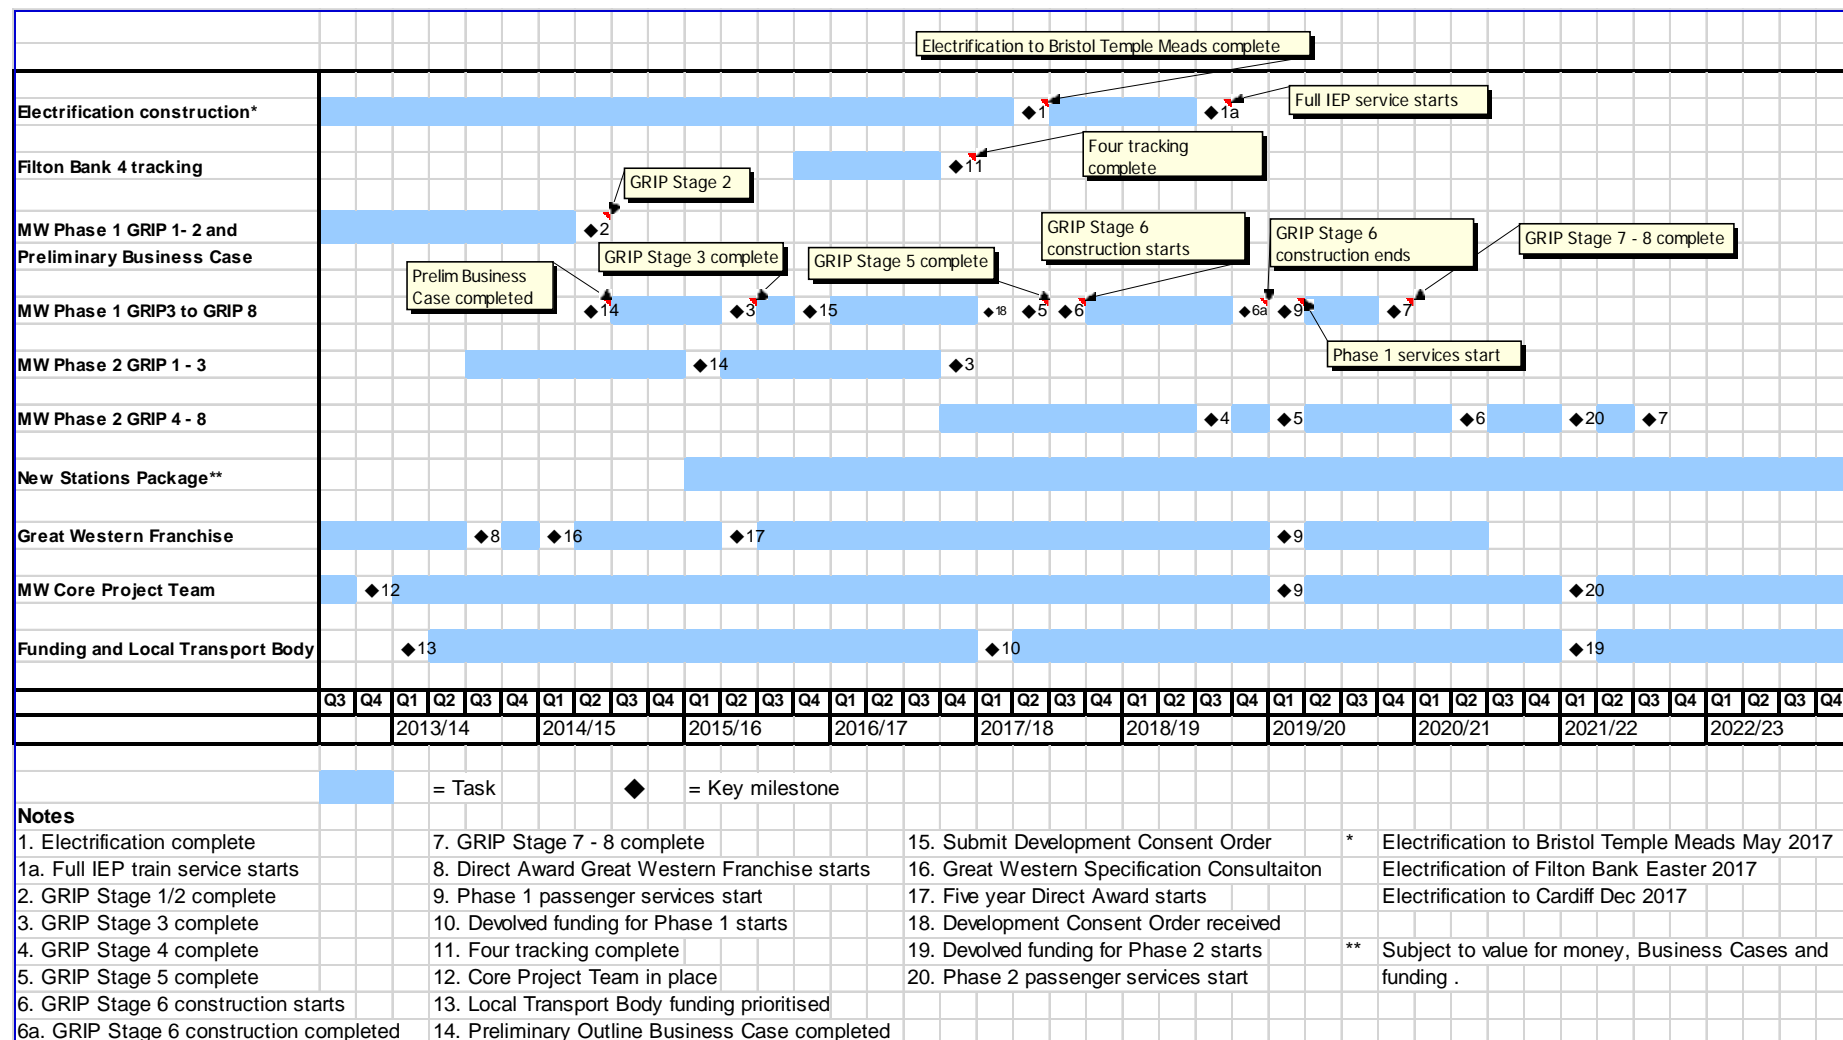 Electrification to Bristol Temple Meads complete
Electrification construction*
1
1a
Full IEP service starts
Filton Bank 4 tracking
11
Four tracking
complete
GRIP Stage 2
MW Phase 1 GRIP 1- 2 and
Preliminary Business Case
2
GRIP Stage 3 complete
GRIP Stage 5 complete
GRIP Stage 6
construction starts
GRIP Stage 6
construction ends
GRIP Stage 7 - 8 complete
Prelim Business
Case completed
MW Phase 1 GRIP3 to GRIP 8
14
3
15
18
5
6
6a
9
7
Phase 1 services start
MW Phase 2 GRIP 1 - 3
14
3
MW Phase 2 GRIP 4 - 8
4
5
6
20
7
New Stations Package**
Great Western Franchise
8
16
17
9
MW Core Project Team
12
9
20
Funding and Local Transport Body
13
10
19
Q3 Q4 Q1 Q2 Q3 Q4 Q1 Q2 Q3 Q4 Q1 Q2 Q3 Q4 Q1 Q2 Q3 Q4 Q1 Q2 Q3 Q4 Q1 Q2 Q3 Q4 Q1 Q2 Q3 Q4 Q1 Q2 Q3 Q4 Q1 Q2 Q3 Q4 Q1 Q2 Q3 Q4
2013/14 2014/15 2015/16 2016/17 2017/18 2018/19 2019/20 2020/21 2021/22 2022/23
= Task
= Key milestone
Notes
1. Electrification complete
1a. Full IEP train service starts
2. GRIP Stage 1/2 complete
3. GRIP Stage 3 complete
4. GRIP Stage 4 complete
5. GRIP Stage 5 complete
6. GRIP Stage 6 construction starts
6a. GRIP Stage 6 construction completed
7. GRIP Stage 7 - 8 complete
8. Direct Award Great Western Franchise starts
9. Phase 1 passenger services start
10. Devolved funding for Phase 1 starts
11. Four tracking complete
12. Core Project Team in place
13. Local Transport Body funding prioritised
14. Preliminary Outline Business Case completed
15. Submit Development Consent Order
16. Great Western Specification Consultaiton
17. Five year Direct Award starts
18. Development Consent Order received
19. Devolved funding for Phase 2 starts
20. Phase 2 passenger services start
* Electrification to Bristol Temple Meads May 2017
Electrification of Filton Bank Easter 2017
Electrification to Cardiff Dec 2017
** Subject to value for money, Business Cases and
funding .